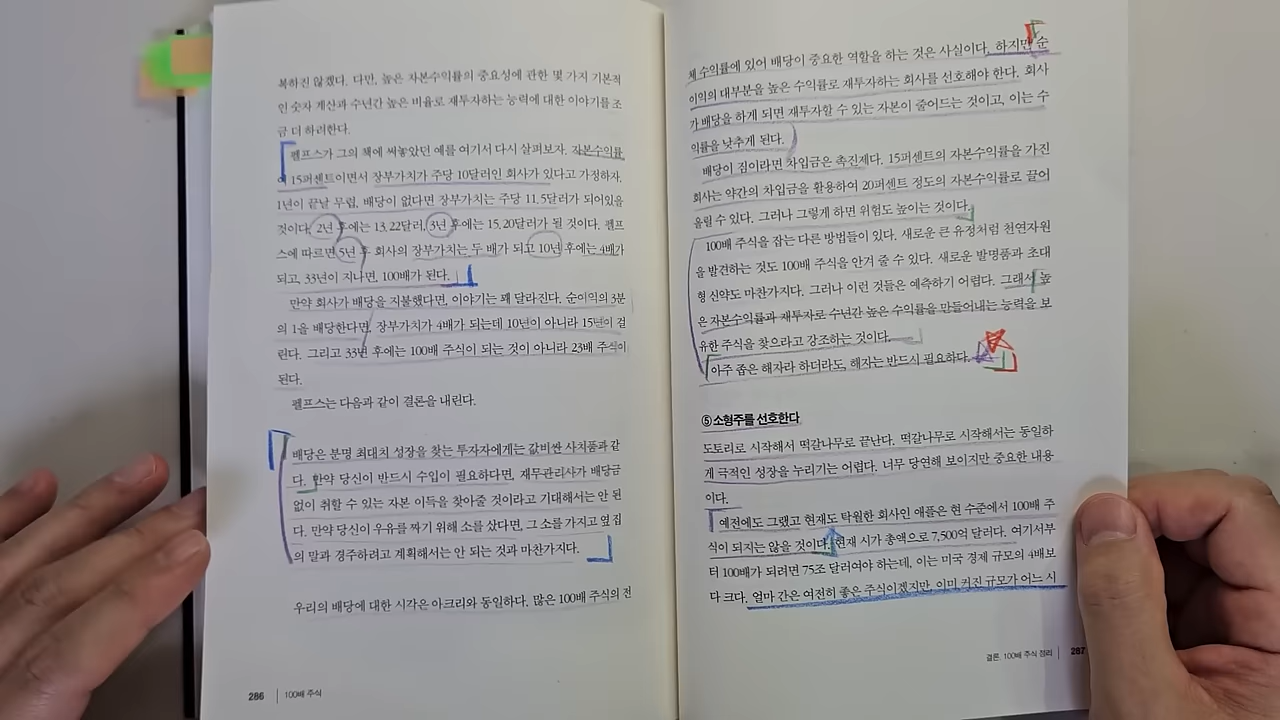 복하진 않겠다. 다만, 높은 자본수익률의 중요성에 관한 몇 가지 기본적
인 숫자 계산과 수년간 높은 비율로 재투자하는 능력에 대한 이야기를 조
금 더 하려한다.
펠프스가 그의 책에 써놓았던 예를 여기서 다시 살펴보자. 자본수익률
이 15퍼센트이면서 장부가치가 주당 10달러인 회사가 있다고 가정하자.
1년이 끝날 무렵, 배당이 없다면 장부가치는 주당 11.5달러가 되어있을
것이다. 2년 후에는 13.22달러, 3년 후에는 15.20달러가 될 것이다. 펠프
스에 따르면 5년 후 회사의 장부가치는 두 배가 되고 10년 후에는 4배가
되고, 33년이 지나면, 100배가 된다.
만약 회사가 배당을 지불했다면, 이야기는 꽤 달라진다. 순이익의 3분
의 1을 배당한다면, 장부가치가 4배가 되는데 10년이 아니라 15년이 걸
린다. 그리고 33년 후에는 100배 주식이 되는 것이 아니라 23배 주식이
된다.
펠프스는 다음과 같이 결론을 내린다.
배당은 분명 최대치 성장을 찾는 투자자에게는 값비싼 사치품과 같
다. 만약 당신이 반드시 수입이 필요하다면, 재무관리사가 배당금
없이 취할 수 있는 자본 이득을 찾아줄 것이라고 기대해서는 안 된
다. 만약 당신이 우유를 짜기 위해 소를 샀다면, 그 소를 가지고 옆집
의 말과 경주하려고 계획해서는 안 되는 것과 마찬가지다.
우리의 배당에 대한 시각은 아크리와 동일하다. 많은 100배 주식의 전
286 100배 주식
체 수익률에 있어 배당이 중요한 역할을 하는 것은 사실이다. 하지만 순
이익의 대부분을 높은 수익률로 재투자하는 회사를 선호해야 한다. 회사
가 배당을 하게 되면 재투자할 수 있는 자본이 줄어드는 것이고, 이는 수
익률을 낮추게 된다.
배당이 짐이라면 차입금은 촉진제다. 15퍼센트의 자본수익률을 가진
회사는 약간의 차입금을 활용하여 20퍼센트 정도의 자본수익률로 끌어
올릴 수 있다. 그러나 그렇게 하면 위험도 높이는 것이다.
100배 주식을 잡는 다른 방법들이 있다. 새로운 큰 유정처럼 천연자원
을 발견하는 것도 100배 주식을 안겨 줄 수 있다. 새로운 발명품과 초대
형 신약도 마찬가지다. 그러나 이런 것들은 예측하기 어렵다. 그래서 높
은 자본수익률과 재투자로 수년간 높은 수익률을 만들어내는 능력을 보
유한 주식을 찾으라고 강조하는 것이다.
아주 좁은 해자라 하더라도, 해자는 반드시 필요하다.
⑤ 소형주를 선호한다
도토리로 시작해서 떡갈나무로 끝난다. 떡갈나무로 시작해서는 동일하
게 극적인 성장을 누리기는 어렵다. 너무 당연해 보이지만 중요한 내용
이다.
예전에도 그랬고 현재도 탁월한 회사인 애플은 현 수준에서 100배 주
식이 되지는 않을 것이다. 현재 시가 총액으로 7,500억 달러다. 여기서부
터 100배가 되려면 75조 달러여야 하는데, 이는 미국 경제 규모의 4배보
다 크다. 얼마 간은 여전히 좋은 주식이겠지만, 이미 커진 규모가 어느 시
결론: 100배 주식 정리 287